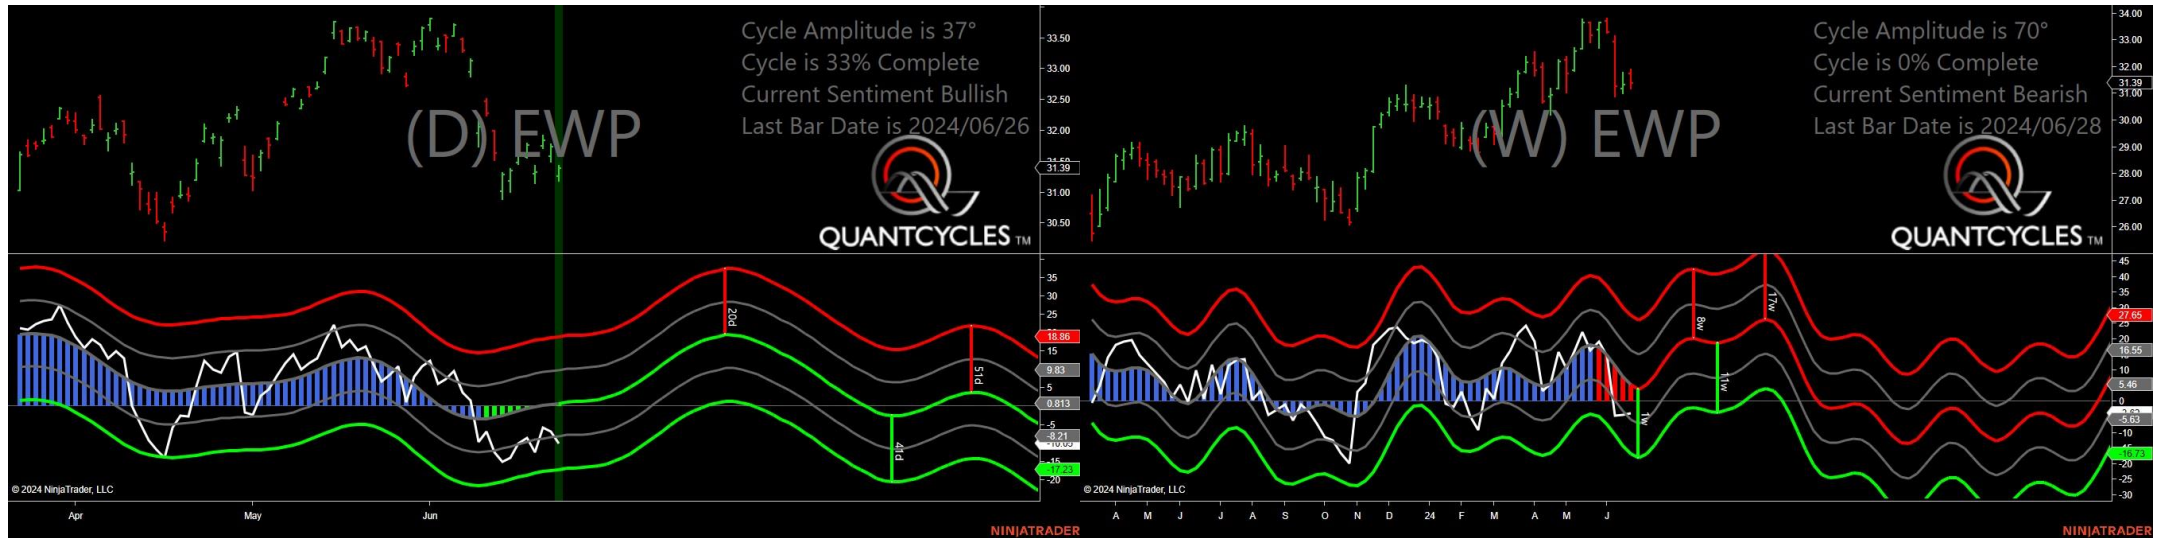 Cycle Amplitude is 37°
Cycle is 33% Complete
Current Sentiment Bullish
Last Bar Date is 2024/06/26
(D) EWP
QUANTCYCLES TM
33.50
33.00
32.50
32.00
31.39
31.00
30.50
35
30
25
18.86
15
9.83
5
0.813
-5
-8.21
-15
-17.23
-20
20d
41d
51d
© 2024 NinjaTrader, LLC
Apr May Jun
NINJATRADER
Cycle Amplitude is 70°
Cycle is 0% Complete
Current Sentiment Bearish
Last Bar Date is 2024/06/28
(W) EWP
QUANTCYCLES TM
34.00
33.00
32.00
31.39
31.00
30.00
29.00
28.00
27.00
26.00
45
40
35
27.65
25
20
16.55
10
5.46
0
-5.63
-10
-16.73
-20
-25
-30
1w
8w
11w
17w
© 2024 NinjaTrader, LLC
A M J J A S O N D 24 F M A M J
NINJATRADER